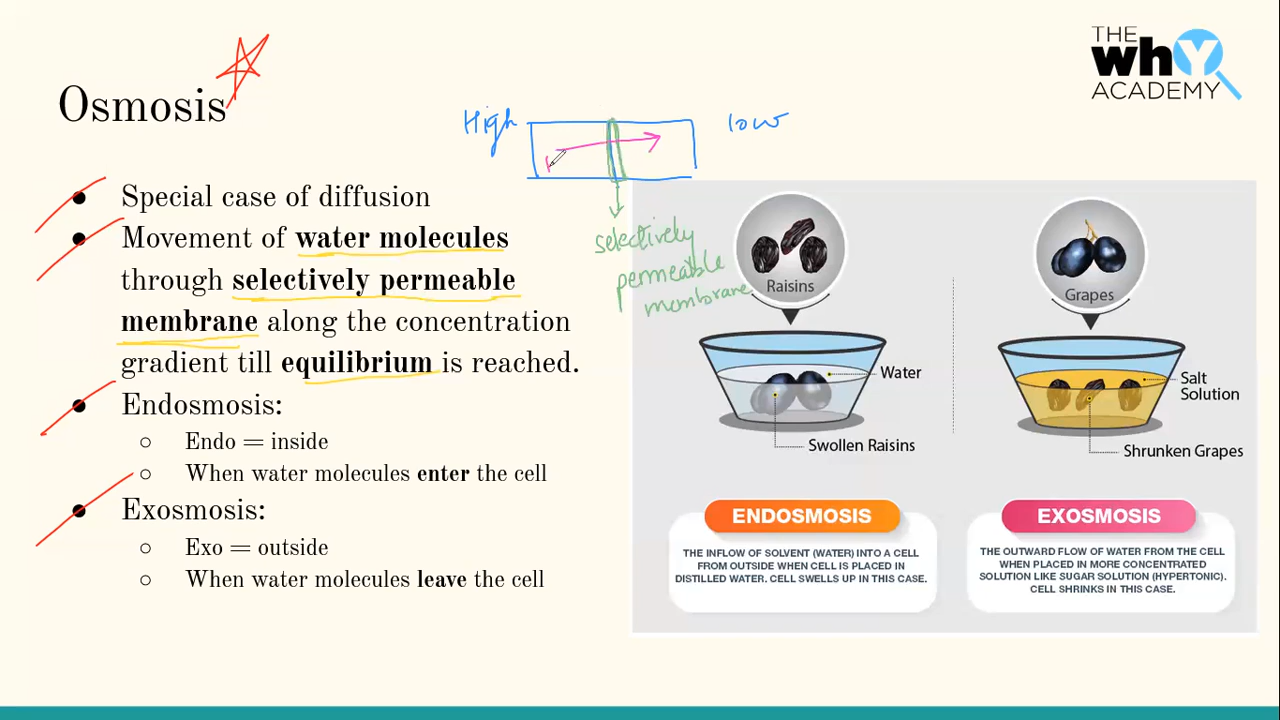 THE
whY
ACADEMY
Osmosis
High
low
selectively
permeable
membrane
Special case of diffusion
Movement of water molecules
through selectively permeable
membrane along the concentration
gradient till equilibrium is reached.
Endosmosis:
Endo = inside
When water molecules enter the cell
Exosmosis:
Exo = outside
When water molecules leave the cell
Raisins
Water
Swollen Raisins
ENDOSMOSIS
THE INFLOW OF SOLVENT (WATER) INTO A CELL
FROM OUTSIDE WHEN CELL IS PLACED IN
DISTILLED WATER. CELL SWELLS UP IN THIS CASE.
Grapes
Salt
Solution
Shrunken Grapes
EXOSMOSIS
THE OUTWARD FLOW OF WATER FROM THE CELL
WHEN PLACED IN MORE CONCENTRATED
SOLUTION LIKE SUGAR SOLUTION (HYPERTONIC).
CELL SHRINKS IN THIS CASE.